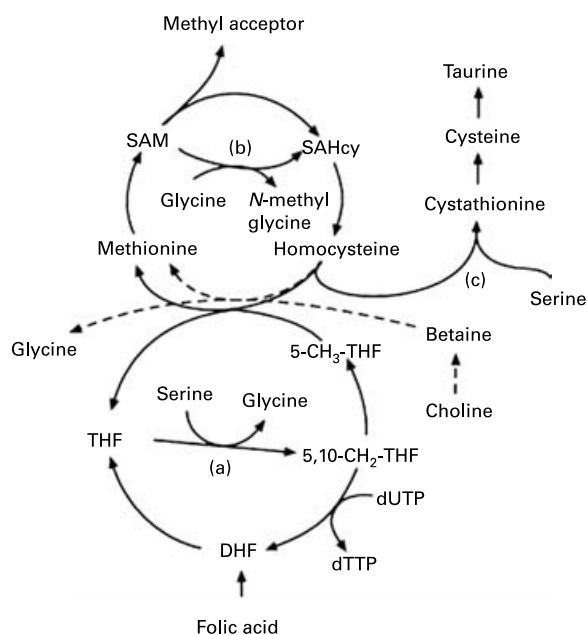 Methyl acceptor
Taurine
SAM
(b)
SAHcy
Cysteine
Glycine
N-methyl
glycine
Cystathionine
Methionine
Homocysteine
(c)
Serine
Glycine
Betaine
5-CH₃-THF
Serine
Glycine
Choline
THF
(a)
5,10-CH₂-THF
dUTP
DHF
dTTP
Folic acid